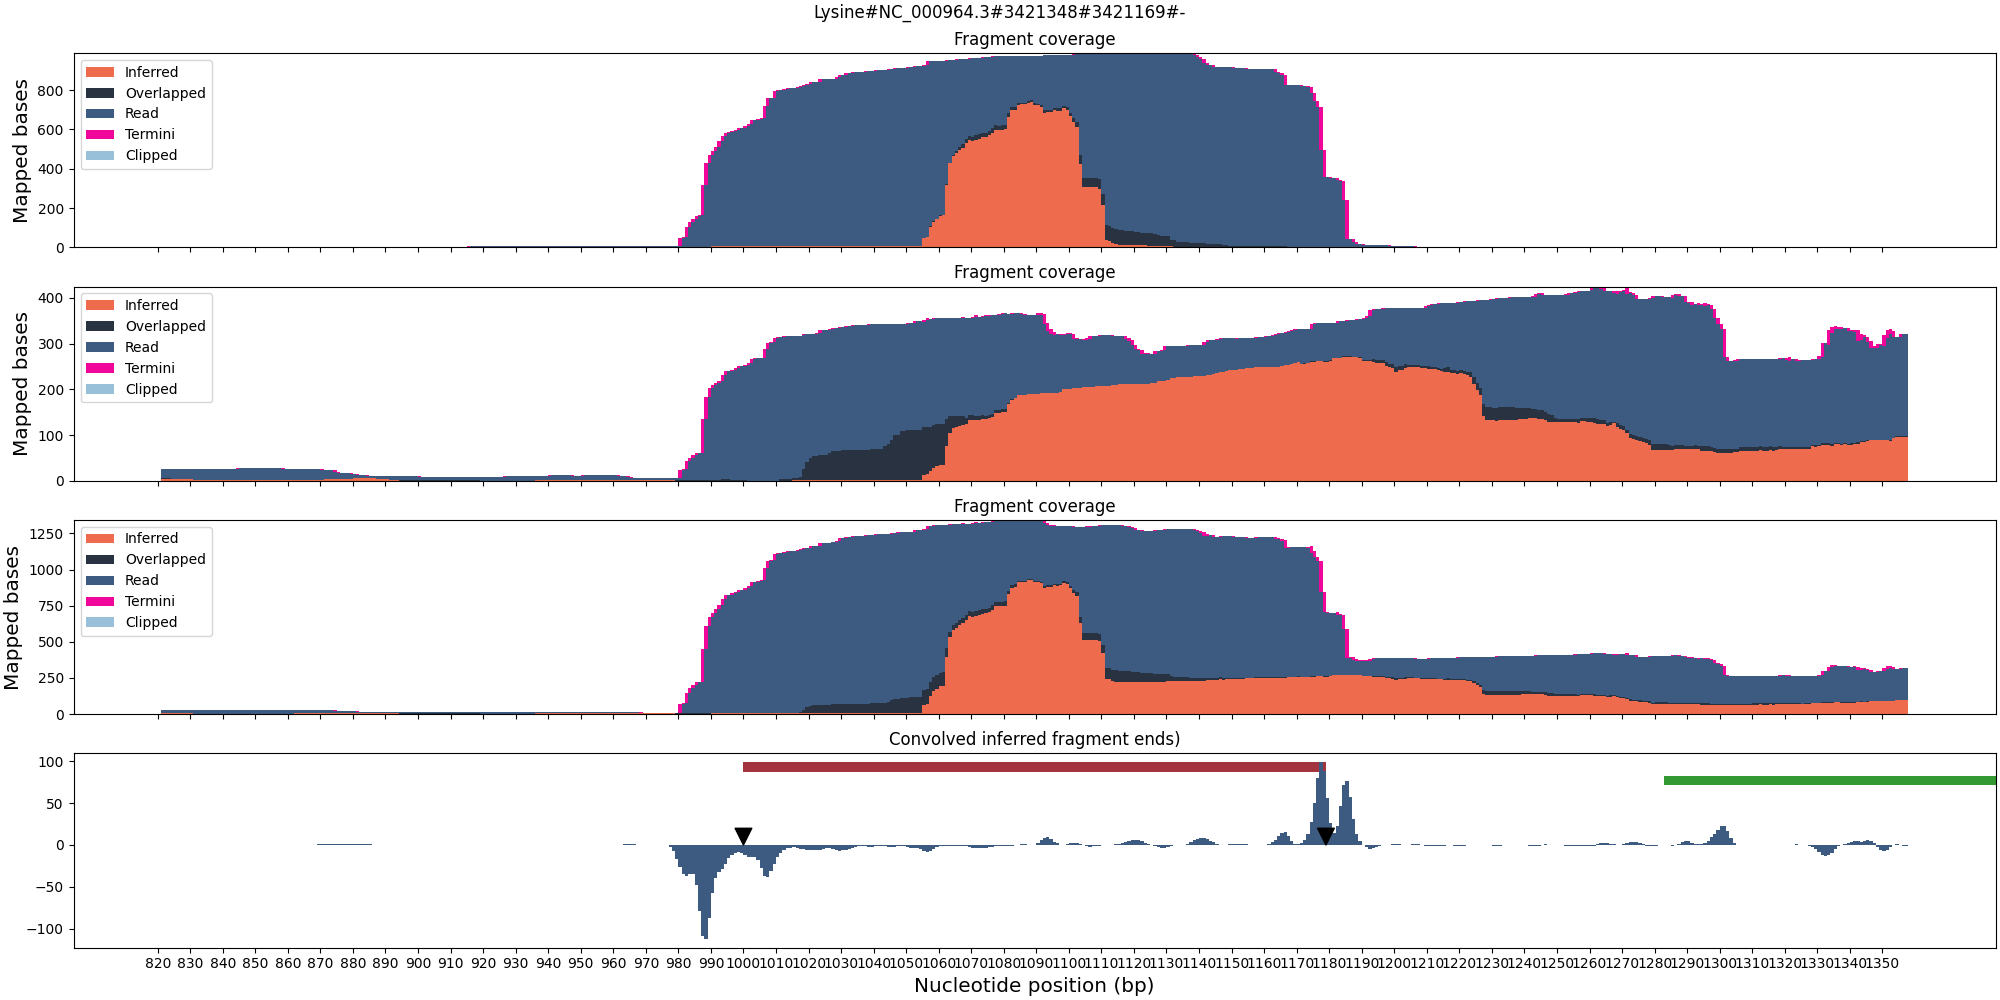 Lysine#NC_000964.3#3421348#3421169#-
Fragment coverage
Mapped bases
800
600
400
200
0
Inferred
Overlapped
Read
Termini
Clipped
Fragment coverage
Mapped bases
400
300
200
100
0
Inferred
Overlapped
Read
Termini
Clipped
Fragment coverage
Mapped bases
1250
1000
750
500
250
0
Inferred
Overlapped
Read
Termini
Clipped
Convolved inferred fragment ends)
100
50
0
−50
−100
820 830 840 850 860 870 880 890 900 910 920 930 940 950 960 970 980 990 1000 1010 1020 1030 1040 1050 1060 1070 1080 1090 1100 1110 1120 1130 1140 1150 1160 1170 1180 1190 1200 1210 1220 1230 1240 1250 1260 1270 1280 1290 1300 1310 1320 1330 1340 1350
Nucleotide position (bp)